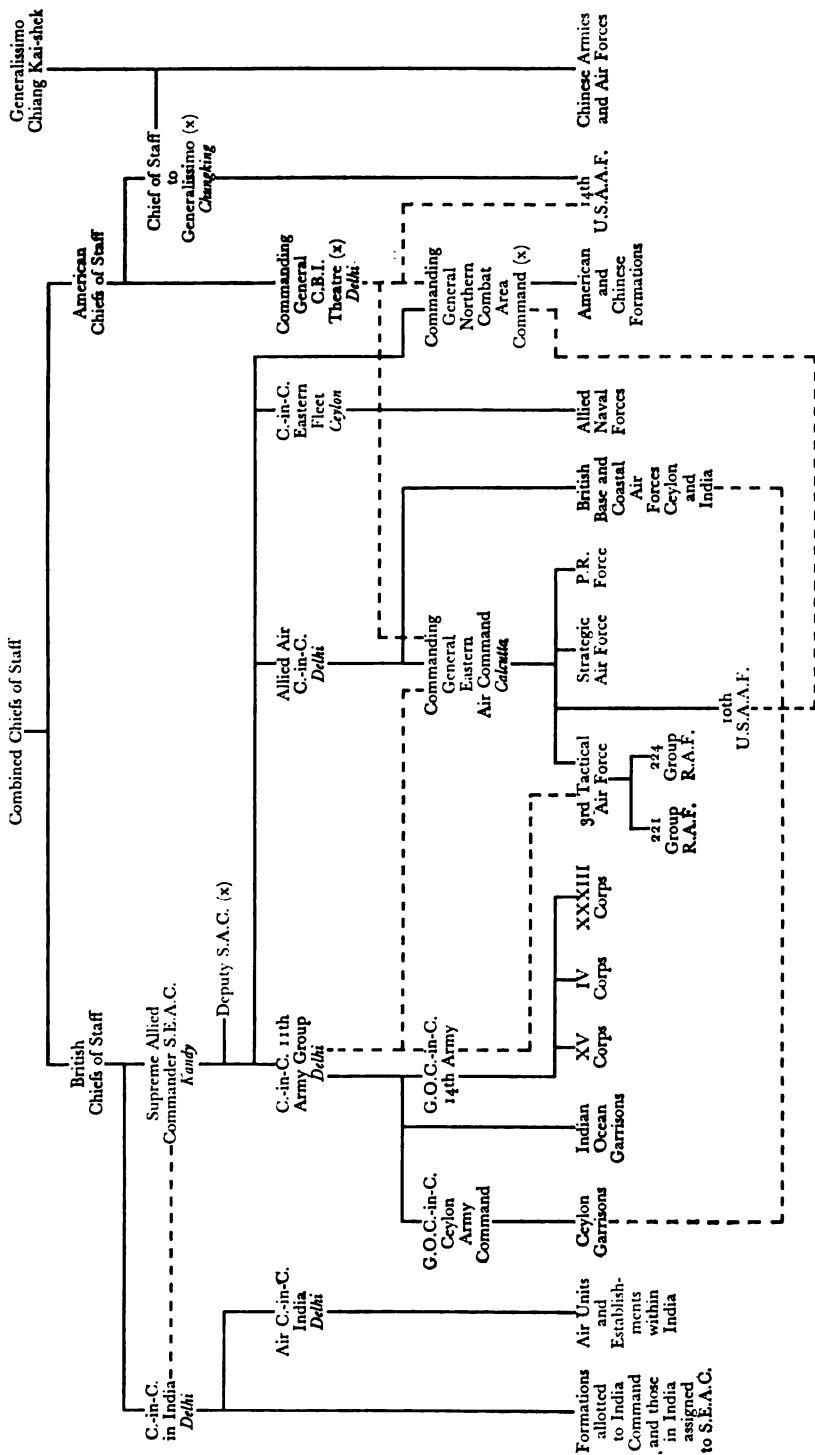 Combined Chiefs of Staff
Generalissimo
Chiang Kai-shek
British
Chiefs of Staff
American
Chiefs of Staff
C.-in-C.
in India
Delhi
Supreme Allied
Commander S.E.A.C.
Kandy
Chief of Staff
to
Generalissimo (x)
Chungking
Deputy S.A.C. (x)
Air C.-in-C.
India
Delhi
C.-in-C. 11th
Army Group
Delhi
Allied Air
C.-in-C.
Delhi
C.-in-C.
Eastern
Fleet
Ceylon
Commanding
General
C.B.I.
Theatre (x)
Delhi
G.O.C.-in-C.
Ceylon
Army
Command
G.O.C.-in-C.
14th Army
Commanding
General
Eastern
Air Command
Calcutta
Commanding
General
Northern
Combat
Area
Command (x)
Formations
allotted
to India
Command
and those
in India
assigned
to S.E.A.C.
Air Units
and
Establish-
ments
within
India
Ceylon
Garrisons
Indian
Ocean
Garrisons
XV
Corps
IV
Corps
XXXIII
Corps
3rd Tactical
Air Force
Strategic
Air Force
P.R.
Force
British
Base and
Coastal
Air
Forces
Ceylon
and
India
Allied
Naval
Forces
American
and
Chinese
Formations
14th
U.S.A.A.F.
Chinese Armies
and Air Forces
221
Group
R.A.F.
224
Group
R.A.F.
10th
U.S.A.A.F.